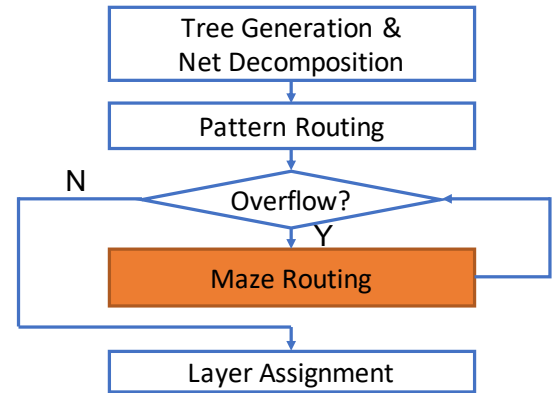 Tree Generation &
Net Decomposition
Pattern Routing
N
Overflow?
Y
Maze Routing
Layer Assignment